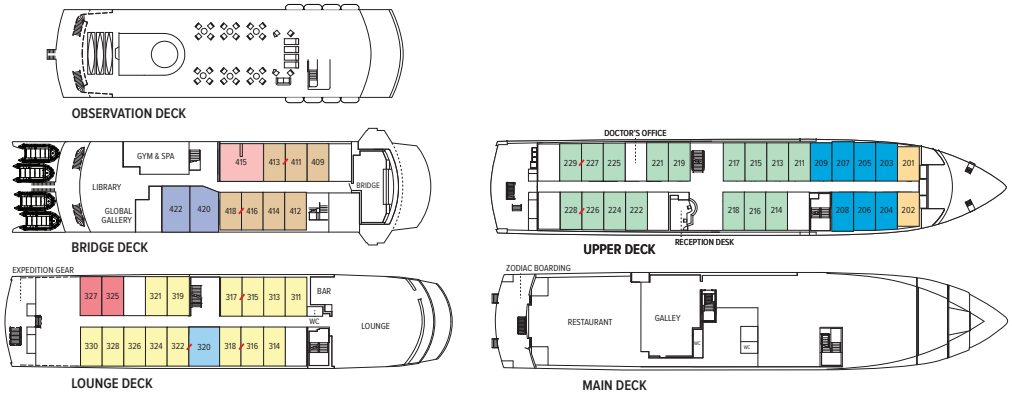 OBSERVATION DECK
GYM & SPA
415
413
411
409
LIBRARY
BRIDGE
GLOBAL
GALLERY
422
420
418
416
414
412
BRIDGE DECK
DOCTOR'S OFFICE
229
227
225
221
219
217
215
213
211
209
207
205
203
201
228
226
224
222
218
216
214
208
206
204
202
RECEPTION DESK
UPPER DECK
EXPEDITION GEAR
327
325
321
319
317
315
313
311
BAR
WC
LOUNGE
330
328
326
324
322
320
318
316
314
LOUNGE DECK
ZODIAC BOARDING
RESTAURANT
GALLEY
WC
WC
MAIN DECK